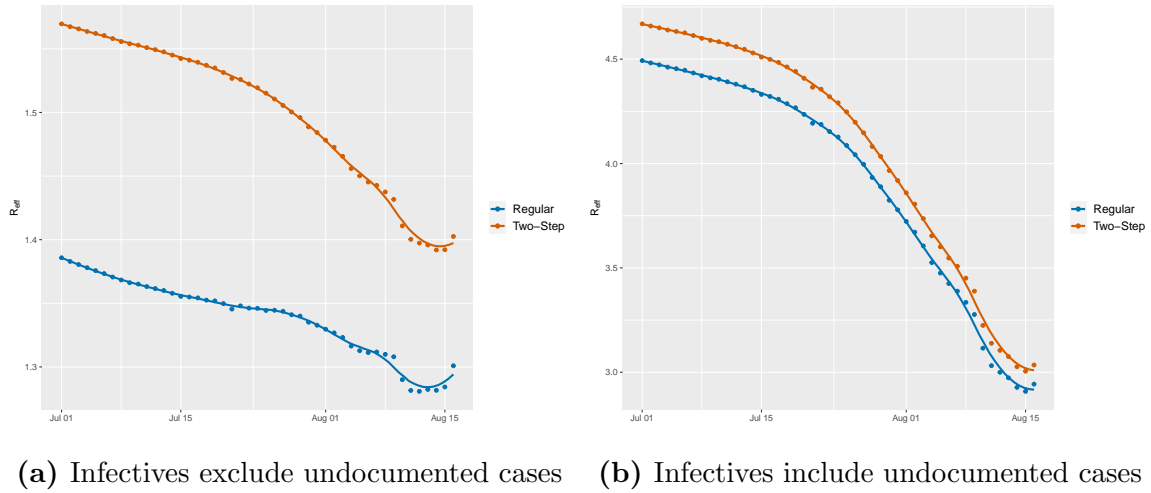 1.5
1.4
1.3
R_eff
Jul 01
Jul 15
Aug 01
Aug 15
Regular
Two−Step
4.5
4.0
3.5
3.0
R_eff
Jul 01
Jul 15
Aug 01
Aug 15
Regular
Two−Step
(a) Infectives exclude undocumented cases
(b) Infectives include undocumented cases